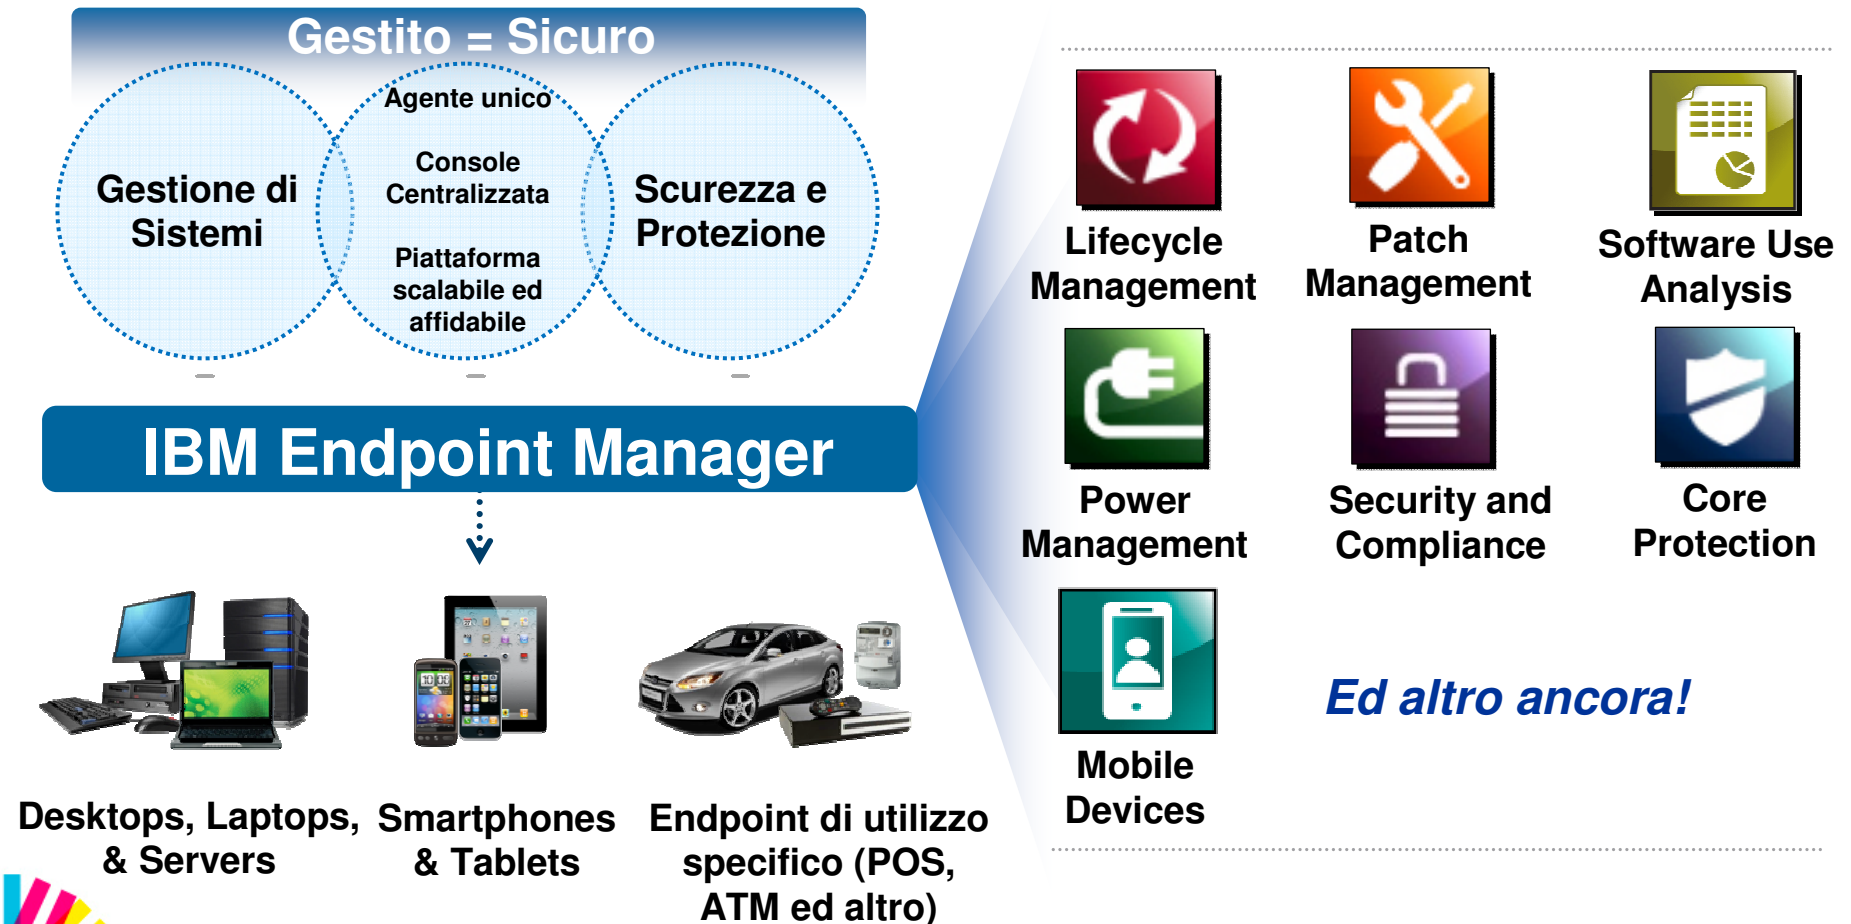 Gestito = Sicuro
Gestione di
Sistemi
Agente unico
Console
Centralizzata
Piattaforma
scalabile ed
affidabile
Scurezza e
Protezione
IBM Endpoint Manager
Desktops, Laptops,
& Servers
Smartphones
& Tablets
Endpoint di utilizzo
specifico (POS,
ATM ed altro)
Lifecycle
Management
Patch
Management
Software Use
Analysis
Power
Management
Security and
Compliance
Core
Protection
Mobile
Devices
Ed altro ancora!